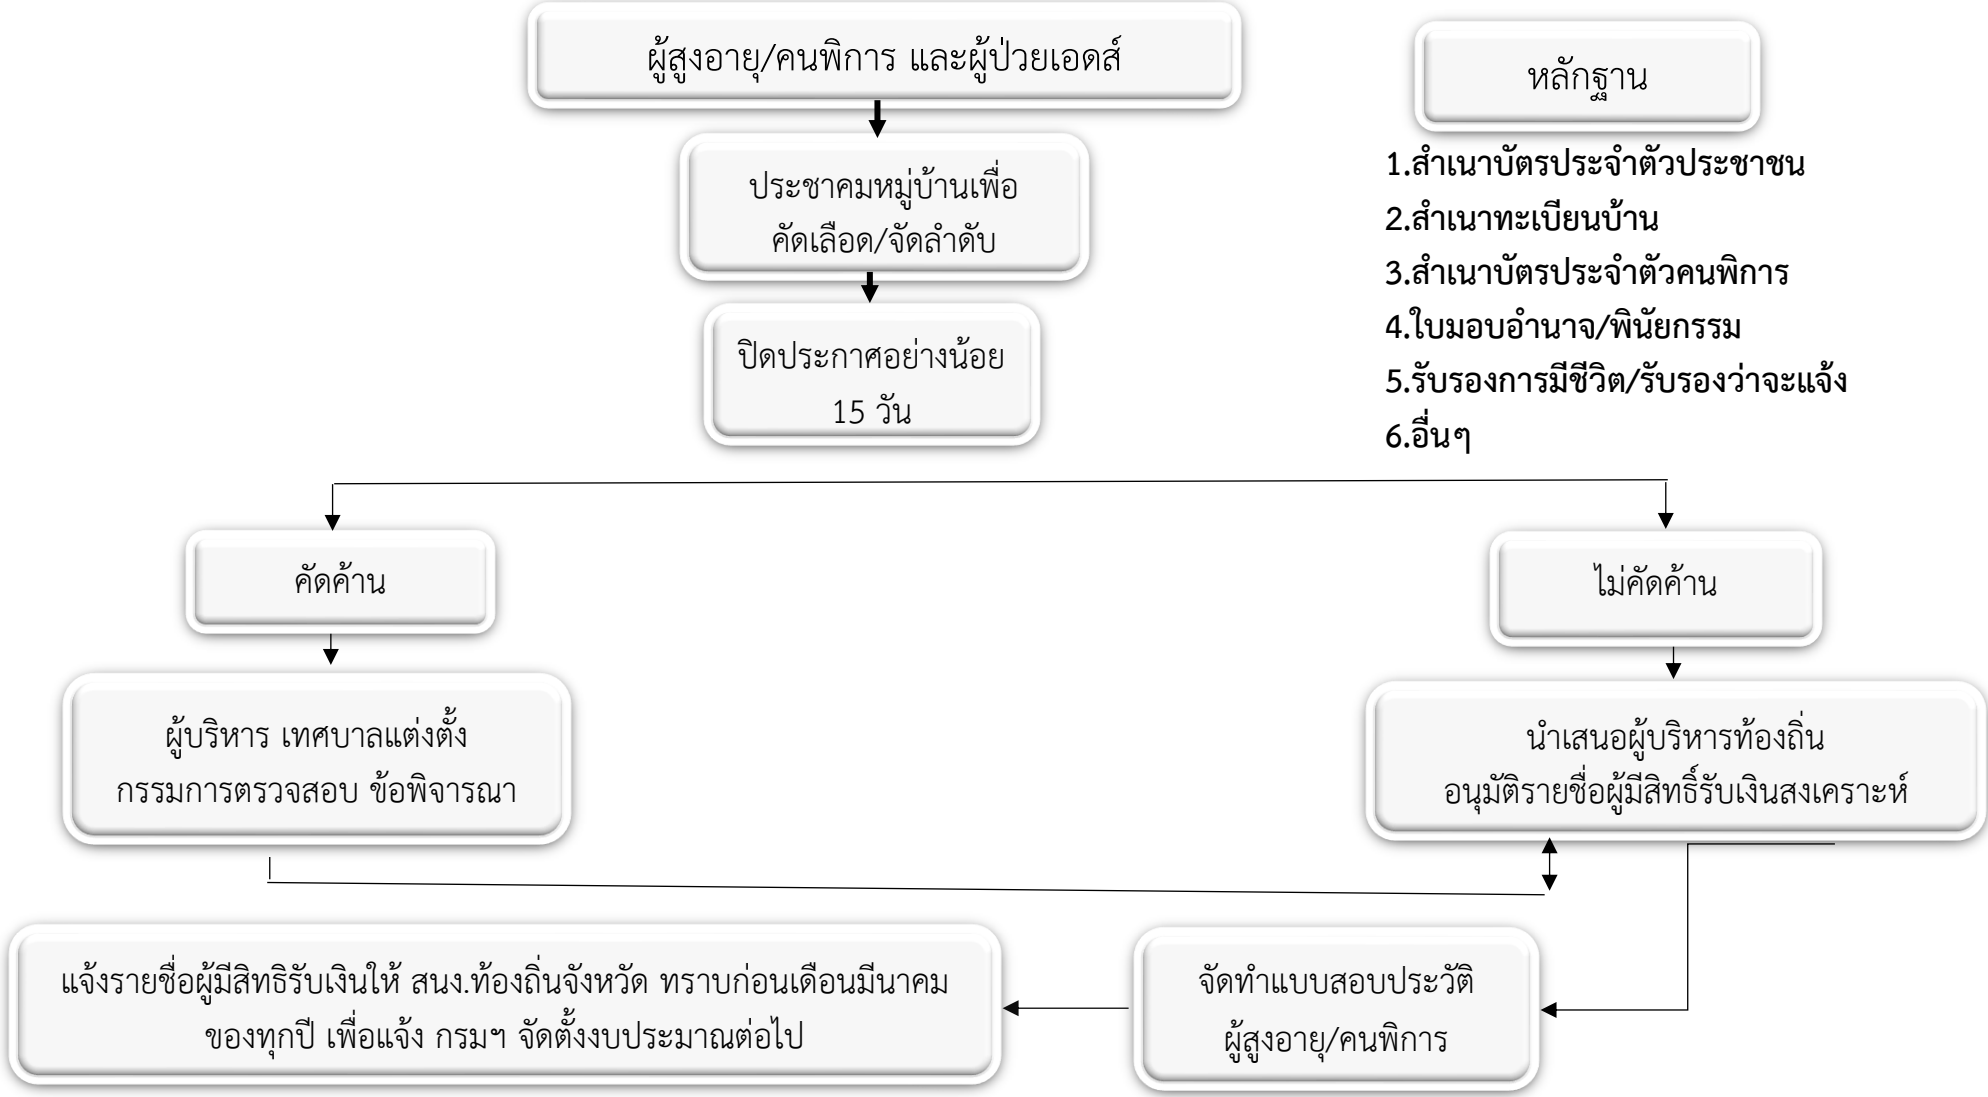 ผู้สูงอายุ/คนพิการ และผู้ป่วยเอดส์
หลักฐาน
ประชาคมหมู่บ้านเพื่อ
คัดเลือด/จัดลำดับ
ปิดประกาศอย่างน้อย
15 วัน
1.สำเนาบัตรประจำตัวประชาชน
2.สำเนาทะเบียนบ้าน
3.สำเนาบัตรประจำตัวคนพิการ
4.ใบมอบอำนาจ/พินัยกรรม
5.รับรองการมีชีวิต/รับรองว่าจะแจ้ง
6.อื่นๆ
คัดค้าน
ไม่คัดค้าน
ผู้บริหาร เทศบาลแต่งตั้ง
กรรมการตรวจสอบ ข้อพิจารณา
นำเสนอผู้บริหารท้องถิ่น
อนุมัติรายชื่อผู้มีสิทธิ์รับเงินสงเคราะห์
แจ้งรายชื่อผู้มีสิทธิรับเงินให้ สนง.ท้องถิ่นจังหวัด ทราบก่อนเดือนมีนาคม
ของทุกปี เพื่อแจ้ง กรมฯ จัดตั้งงบประมาณต่อไป
จัดทำแบบสอบประวัติ
ผู้สูงอายุ/คนพิการ